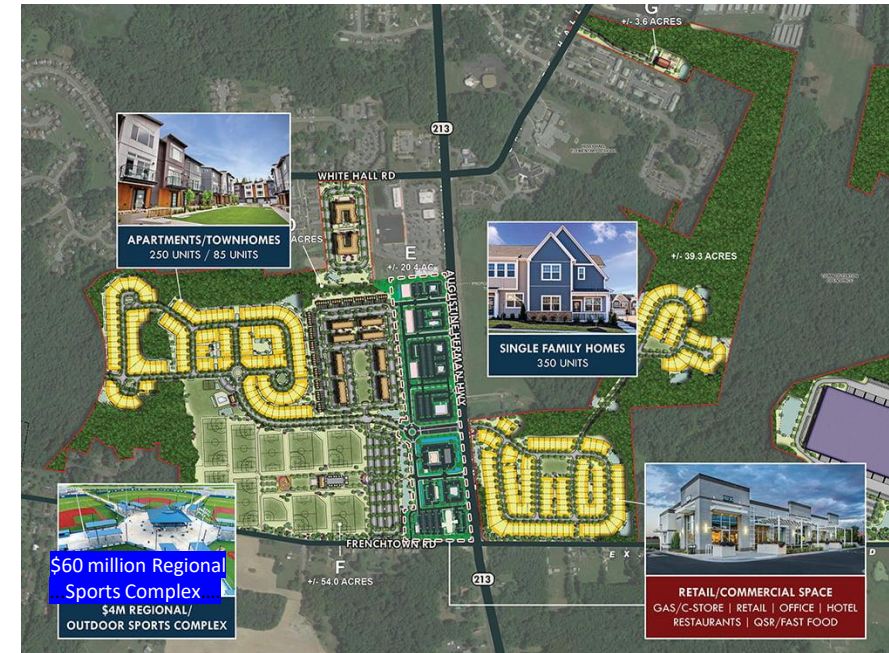 G
+/- 3.6 ACRES
213
WHITE HALL RD
APARTMENTS/TOWNHOMES
250 UNITS / 85 UNITS
ACRES
E
+/- 20.4 AC
AUGUSTINE HERMAN HWY
+/- 39.3 ACRES
SINGLE FAMILY HOMES
350 UNITS
$60 million Regional
Sports Complex
$4M REGIONAL/
OUTDOOR SPORTS COMPLEX
FRENCHTOWN RD
F
+/- 54.0 ACRES
213
E X
D
RETAIL/COMMERCIAL SPACE
GAS/C-STORE | RETAIL | OFFICE | HOTEL
RESTAURANTS | QSR/FAST FOOD